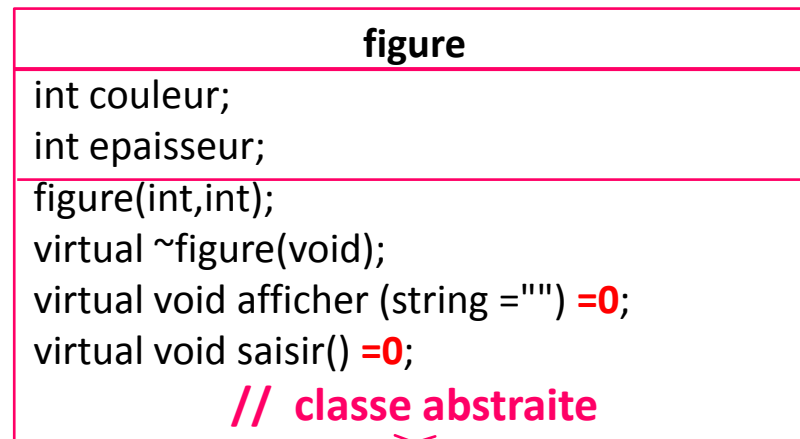 figure
int couleur;
int epaisseur;
figure(int,int);
virtual ~figure(void);
virtual void afficher (string ="") =0;
virtual void saisir() =0;
// classe abstraite